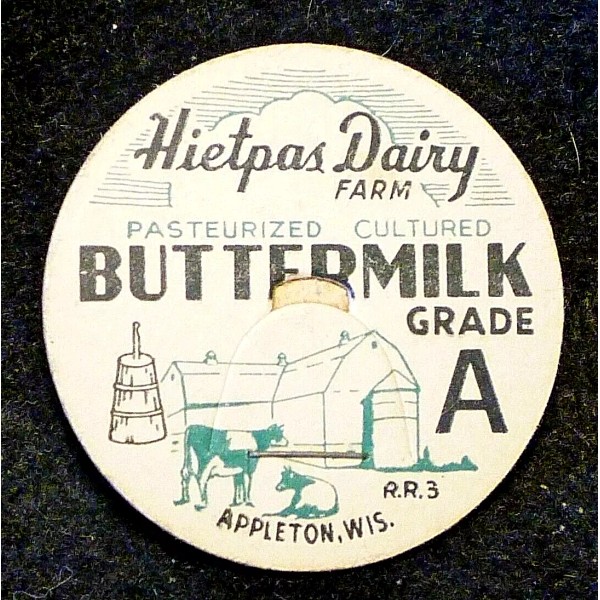 Hietpas Dairy
FARM
PASTEURIZED CULTURED
BUTTERMILK
GRADE
A
R.R.3
APPLETON, WIS.